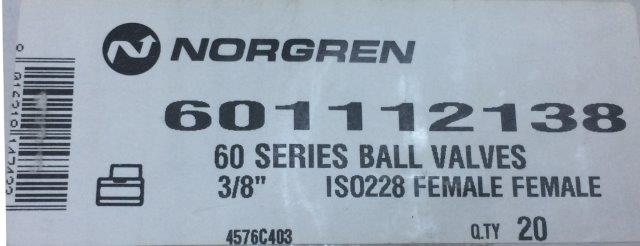 NORGREN
601112138
60 SERIES BALL VALVES
3/8" ISO228 FEMALE FEMALE
4576C403 Q.TY 20